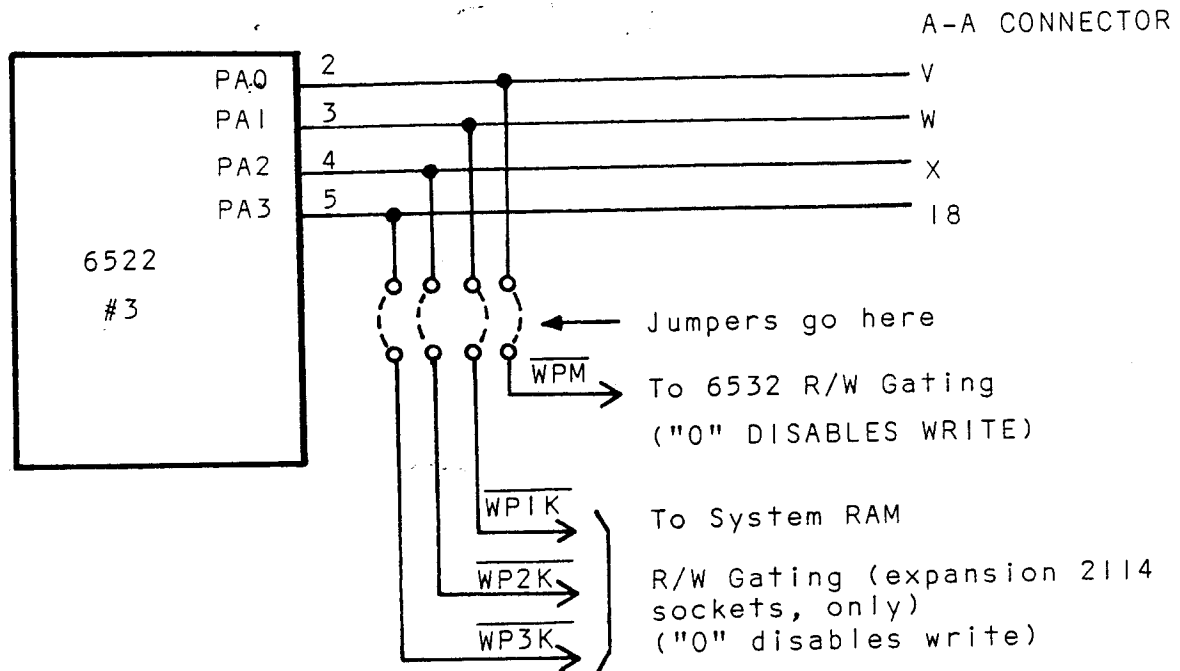 A-A CONNECTOR
PA0 2 V
PA1 3 W
PA2 4 X
PA3 5 18
6522
#3
Jumpers go here
WPM
To 6532 R/W Gating
("0" DISABLES WRITE)
WP1K
To System RAM
WP2K
R/W Gating (expansion 2114
sockets, only)
("0" disables write)
WP3K